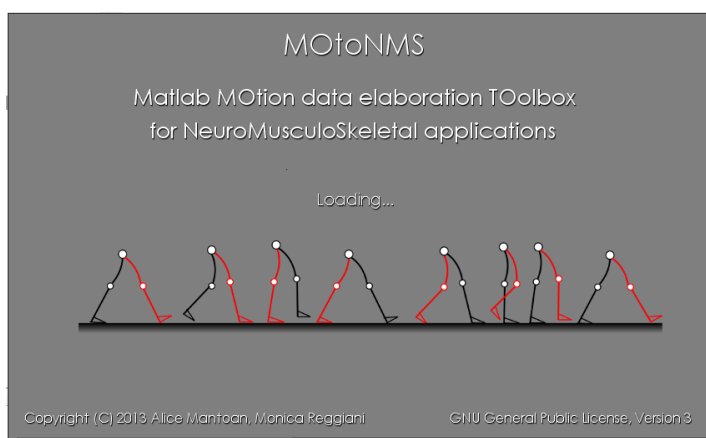 MOtoNMS
Matlab MOtion data elaboration TOolbox
for NeuroMusculoSkeletal applications
Loading...
Copyright (C) 2013 Alice Mantoan, Monica Reggiani
GNU General Public License, Version 3